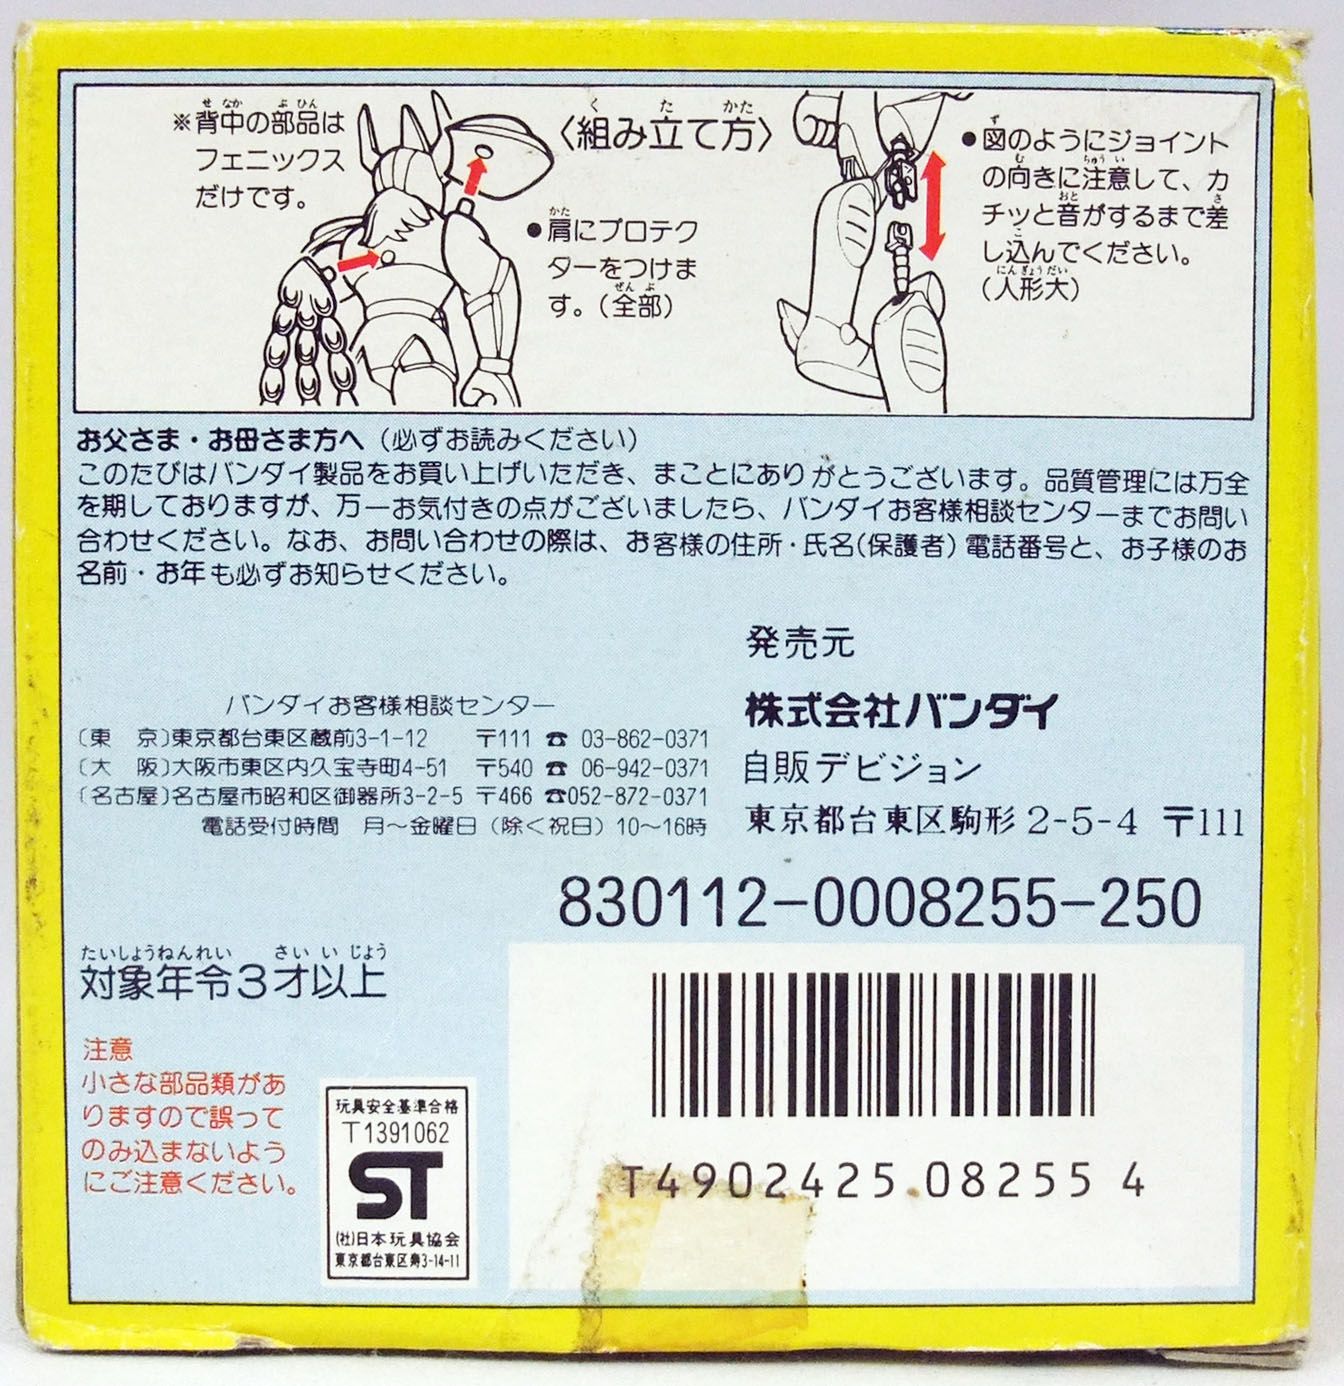 ※背中の部品は
フェニックス
だけです。
〈組み立て方〉
●肩にプロテク
ターをつけま
す。(全部)
●図のようにジョイント
の向きに注意して、カ
チッと音がするまで差
し込んでください。
(人形大)
お父さま・お母さま方へ(必ずお読みください)
このたびはバンダイ製品をお買い上げいただき、まことにありがとうございます。品質管理には万全
を期しておりますが、万一お気付きの点がございましたら、バンダイお客様相談センターまでお問い
合わせください。なお、お問い合わせの際は、お客様の住所・氏名(保護者)電話番号と、お子様のお
名前・お年も必ずお知らせください。
発売元
株式会社バンダイ
自販デビジョン
東京都台東区駒形2-5-4 〒111
バンダイお客様相談センター
〔東 京〕東京都台東区蔵前3-1-12 〒111 ☎ 03-862-0371
〔大 阪〕大阪市東区内久宝寺町4-51 〒540 ☎ 06-942-0371
〔名古屋〕名古屋市昭和区御器所3-2-5 〒466 ☎052-872-0371
電話受付時間 月〜金曜日(除く祝日)10〜16時
830112-0008255-250
対象年令3才以上
注意
小さな部品類があ
りますので誤って
のみ込まないよう
にご注意ください。
玩具安全基準合格
T1391062
ST
(社)日本玩具協会
東京都台東区寿3-14-11
T4902425 08255 4